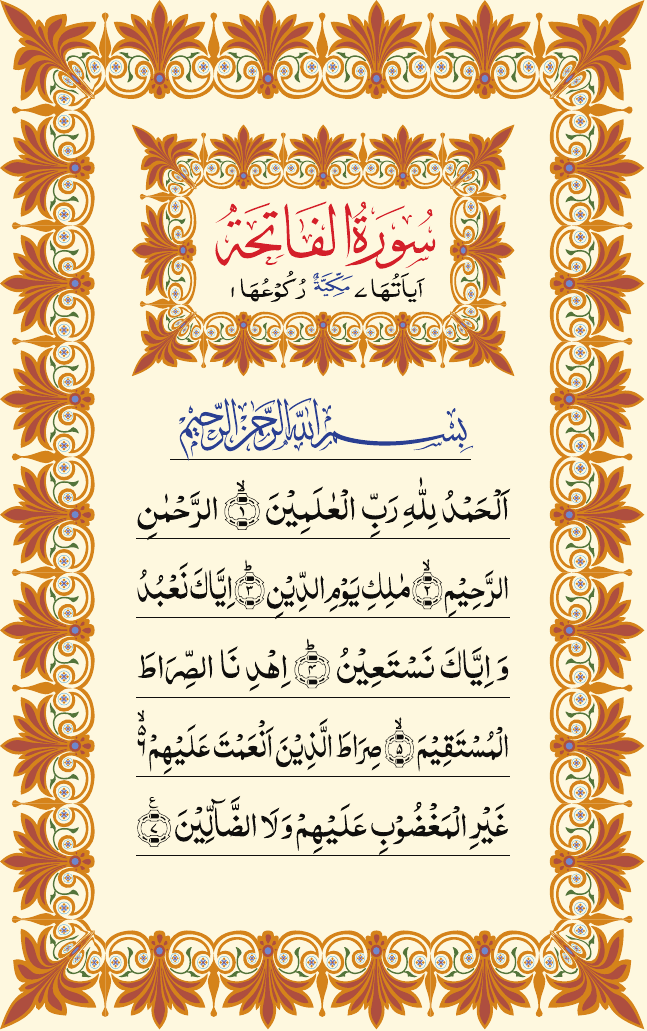 سُوْرَةُ الْفَاتِحَةِ
اٰيَاتُهَا ٧ مَكِّيَّةٌ رُكُوْعُهَا ١
بِسْمِ اللّٰهِ الرَّحْمٰنِ الرَّحِيْمِ
اَلْحَمْدُ لِلّٰهِ رَبِّ الْعٰلَمِيْنَ ۙ‏﴿۱﴾ الرَّحْمٰنِ
الرَّحِيْمِ ۙ‏﴿۲﴾ مٰلِكِ يَوْمِ الدِّيْنِ ؕ‏﴿۳﴾ اِيَّاكَ نَعْبُدُ
وَ اِيَّاكَ نَسْتَعِيْنُ ؕ‏﴿۴﴾ اِهْدِ نَا الصِّرَاطَ
الْمُسْتَقِيْمَ ۙ‏﴿۵﴾ صِرَاطَ الَّذِيْنَ اَنْعَمْتَ عَلَيْهِمْ ۙ۬ ۶
غَيْرِ الْمَغْضُوْبِ عَلَيْهِمْ وَلَا الضَّآلِّيْنَ ﴿۷﴾ ع